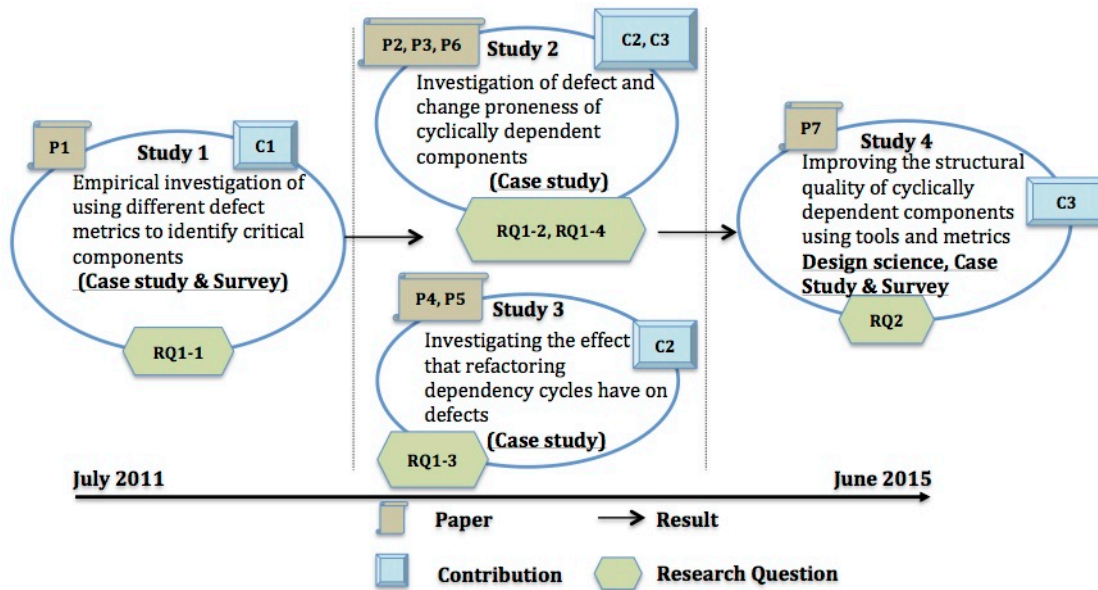 P1
Study 1
C1
Empirical investigation of
using different defect
metrics to identify critical
components
(Case study & Survey)
RQ1-1
P2, P3, P6
Study 2
C2, C3
Investigation of defect and
change proneness of
cyclically dependent
components
(Case study)
RQ1-2, RQ1-4
P4, P5
Study 3
C2
Investigating the effect
that refactoring
dependency cycles have on
defects
(Case study)
RQ1-3
P7
Study 4
C3
Improving the structural
quality of cyclically
dependent components
using tools and metrics
Design science, Case
Study & Survey
RQ2
July 2011
June 2015
Paper
Result
Contribution
Research Question